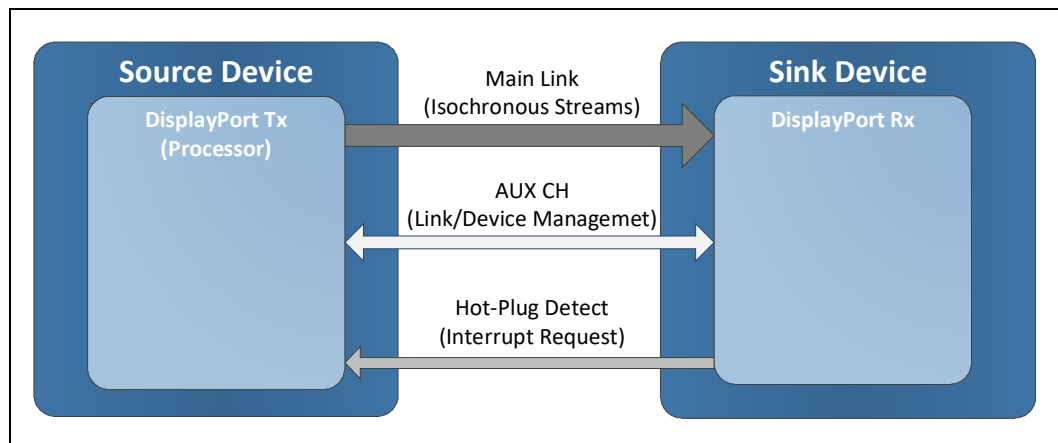 Source Device
DisplayPort Tx
(Processor)
Main Link
(Isochronous Streams)
AUX CH
(Link/Device Managemet)
Hot-Plug Detect
(Interrupt Request)
Sink Device
DisplayPort Rx